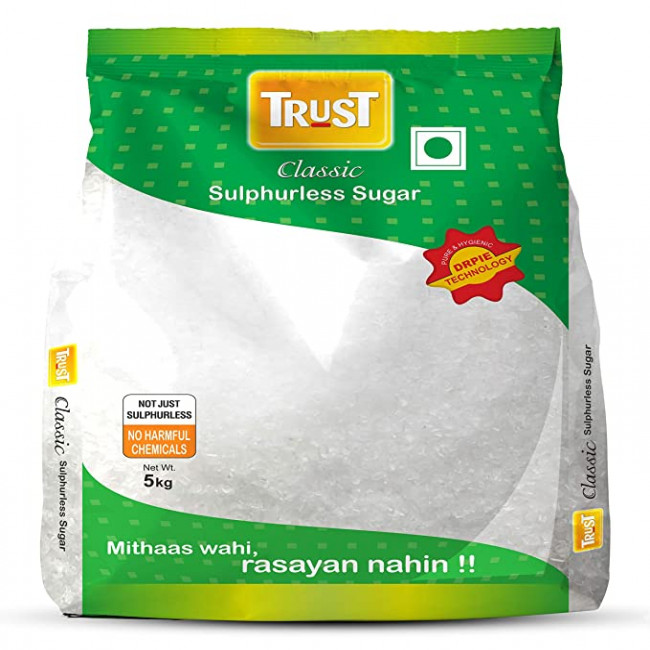 TRUST
Classic
Sulphurless Sugar
PURE & HYGIENIC
DRPIE
TECHNOLOGY
TRUST
Classic
Sulphurless Sugar
NOT JUST
SULPHURLESS
NO HARMFUL
CHEMICALS
Net Wt.
5kg
TRUST
Classic
Sulphurless Sugar
Mithaas wahi,
rasayan nahin !!